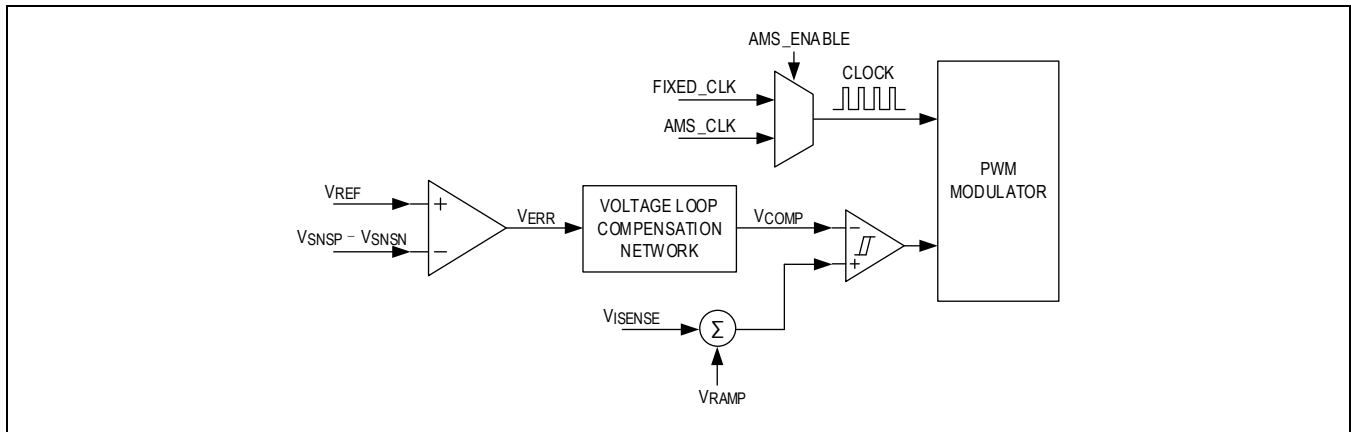 AMS_ENABLE
FIXED_CLK
CLOCK
AMS_CLK
PWM
MODULATOR
VREF
+
VERR
VOLTAGE LOOP
COMPENSATION
NETWORK
VCOMP
−
VSNSP − VSNSN
−
+
VISENSE
Σ
VRAMP